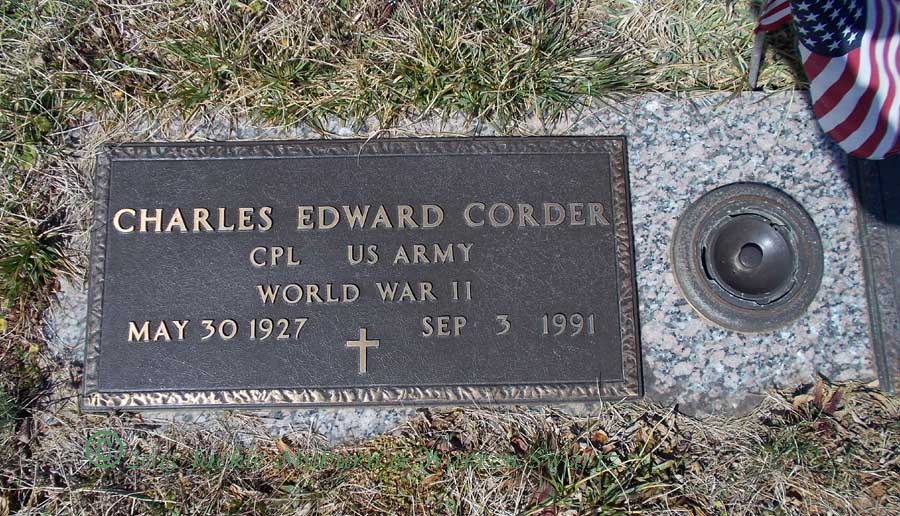 CHARLES EDWARD CORDER
CPL US ARMY
WORLD WAR II
MAY 30 1927 SEP 3 1991
©